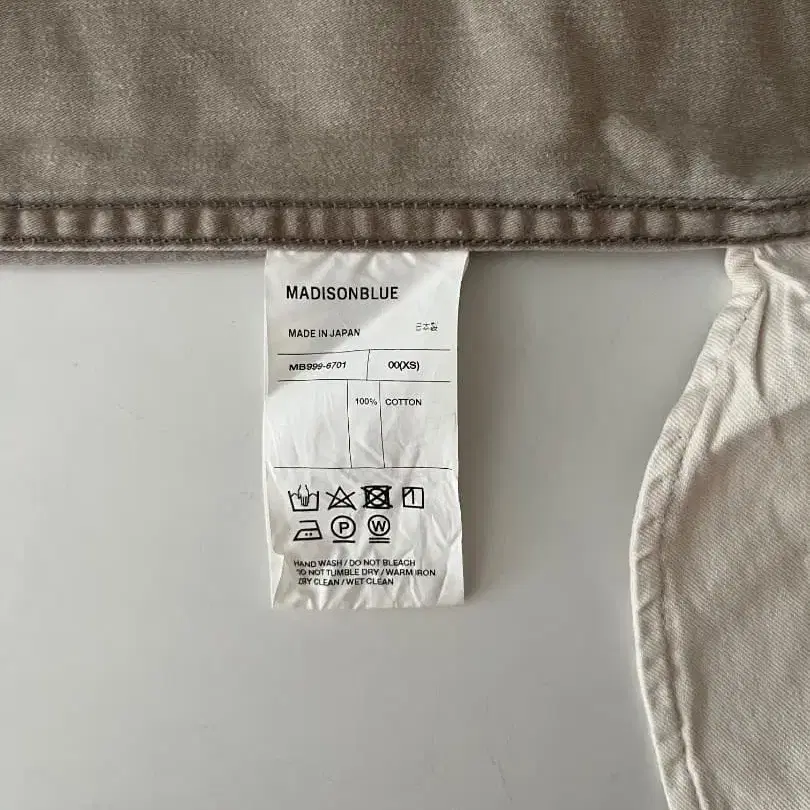 MADISONBLUE
MADE IN JAPAN 日本製
MB999-6701 00(XS)
100% COTTON
P W
HAND WASH / DO NOT BLEACH
DO NOT TUMBLE DRY / WARM IRON
DRY CLEAN / WET CLEAN